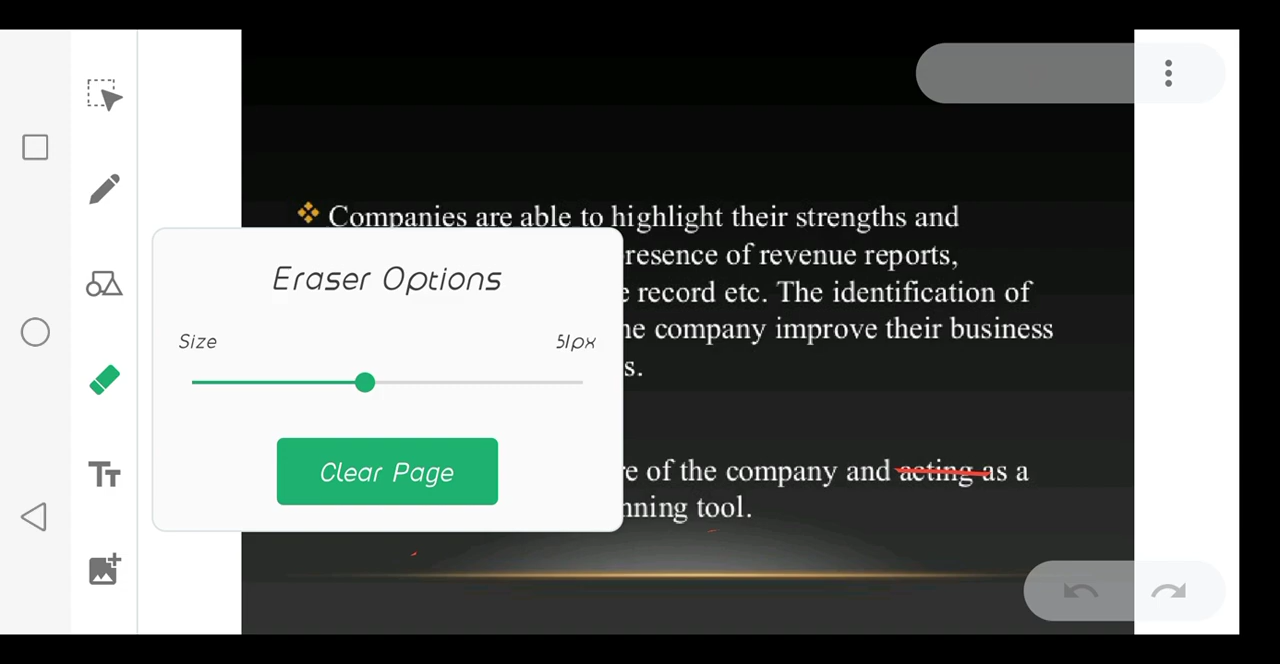 Companies are able to highlight their strengths and
resence of revenue reports,
record etc. The identification of
he company improve their business
s.
Eraser Options
Size 51px
Clear Page
e of the company and acting as a
nning tool.